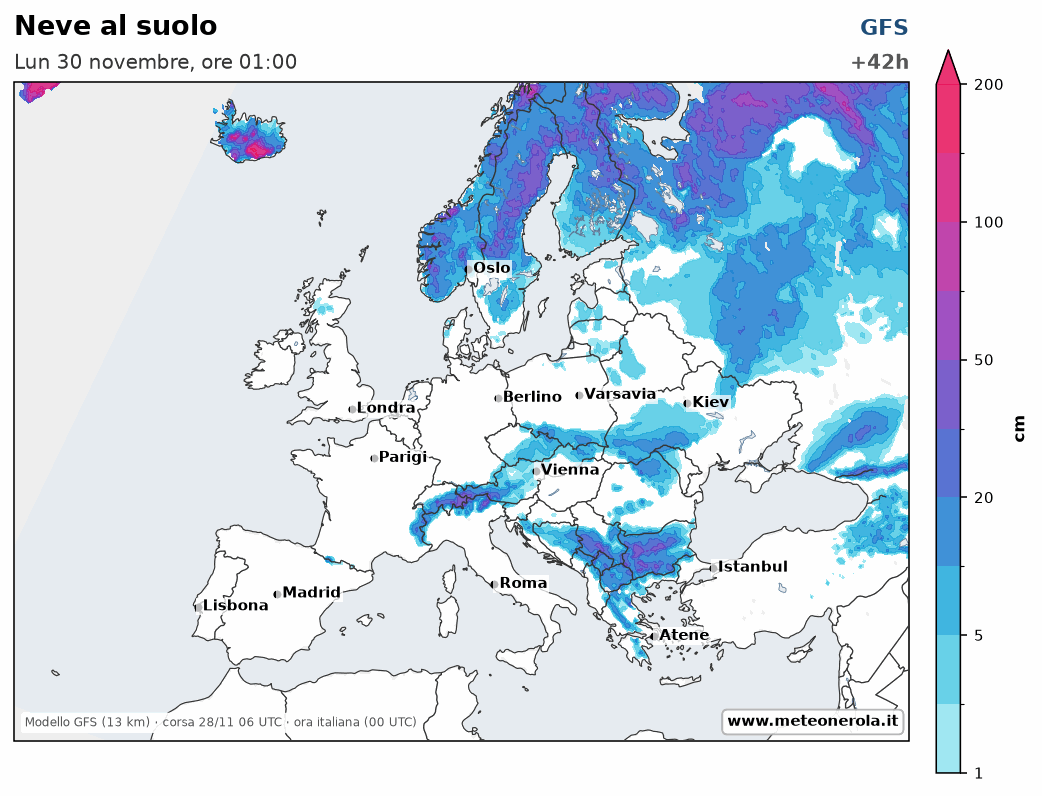 Neve al suolo
GFS
Lun 30 novembre, ore 01:00
+42h
200
100
50
20
5
1
cm
Oslo
Londra
Berlino
Varsavia
Kiev
Parigi
Vienna
Istanbul
Roma
Madrid
Lisbona
Atene
Modello GFS (13 km) · corsa 28/11 06 UTC · ora italiana (00 UTC)
www.meteonerola.it